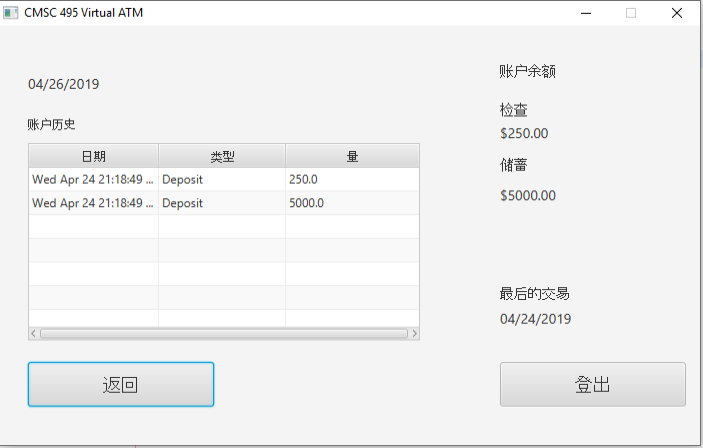 CMSC 495 Virtual ATM
04/26/2019
账户历史
日期 类型 量
Wed Apr 24 21:18:49 ... Deposit 250.0
Wed Apr 24 21:18:49 ... Deposit 5000.0
返回
账户余额
检查
$250.00
储蓄
$5000.00
最后的交易
04/24/2019
登出